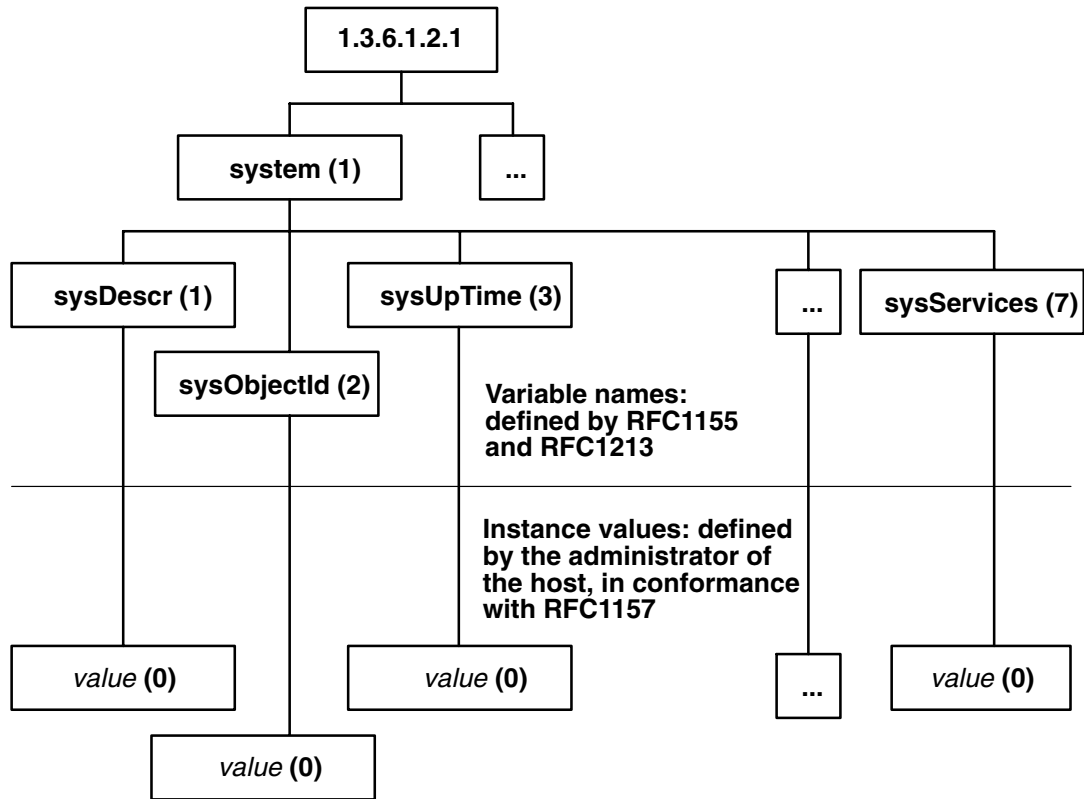 1.3.6.1.2.1
system (1)
...
sysDescr (1)
sysUpTime (3)
...
sysServices (7)
sysObjectId (2)
Variable names:
defined by RFC1155
and RFC1213
Instance values: defined
by the administrator of
the host, in conformance
with RFC1157
value (0)
value (0)
...
value (0)
value (0)